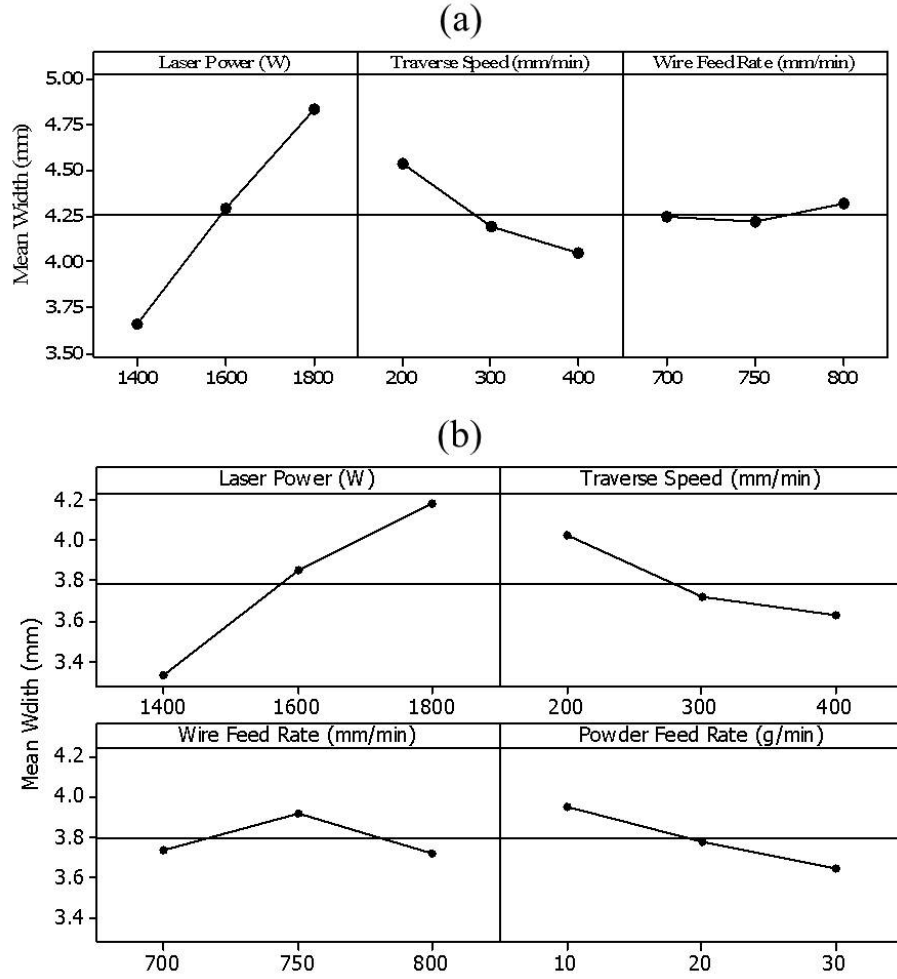 (a)
Laser Power (W) Traverse Speed (mm/min) Wire Feed Rate (mm/min)
5.00
4.75
4.50
4.25
4.00
3.75
3.50
Mean Width (mm)
1400 1600 1800 200 300 400 700 750 800
(b)
Laser Power (W) Traverse Speed (mm/min)
4.2
4.0
3.8
3.6
3.4
1400 1600 1800 200 300 400
Mean Wdith (mm)
Wire Feed Rate (mm/min) Powder Feed Rate (g/min)
4.2
4.0
3.8
3.6
3.4
700 750 800 10 20 30